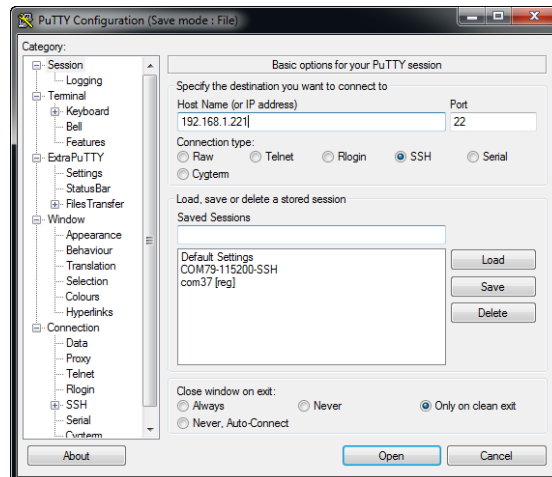 PuTTY Configuration (Save mode : File)
Category:
Session
Logging
Terminal
Keyboard
Bell
Features
ExtraPuTTY
Settings
StatusBar
FilesTransfer
Window
Appearance
Behaviour
Translation
Selection
Colours
Hyperlinks
Connection
Data
Proxy
Telnet
Rlogin
SSH
Serial
Cygterm
About
Basic options for your PuTTY session
Specify the destination you want to connect to
Host Name (or IP address) Port
192.168.1.221 22
Connection type:
Raw Telnet Rlogin SSH Serial
Cygterm
Load, save or delete a stored session
Saved Sessions
Default Settings
COM79-115200-SSH
com37 [reg]
Load
Save
Delete
Close window on exit:
Always Never Only on clean exit
Never, Auto-Connect
Open Cancel